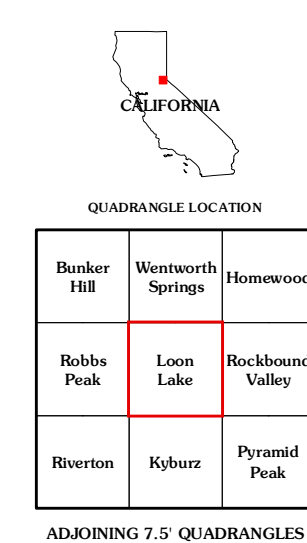 CALIFORNIA
QUADRANGLE LOCATION
Bunker
Hill
Wentworth
Springs
Homewood
Robbs
Peak
Loon
Lake
Rockbound
Valley
Riverton
Kyburz
Pyramid
Peak
ADJOINING 7.5' QUADRANGLES